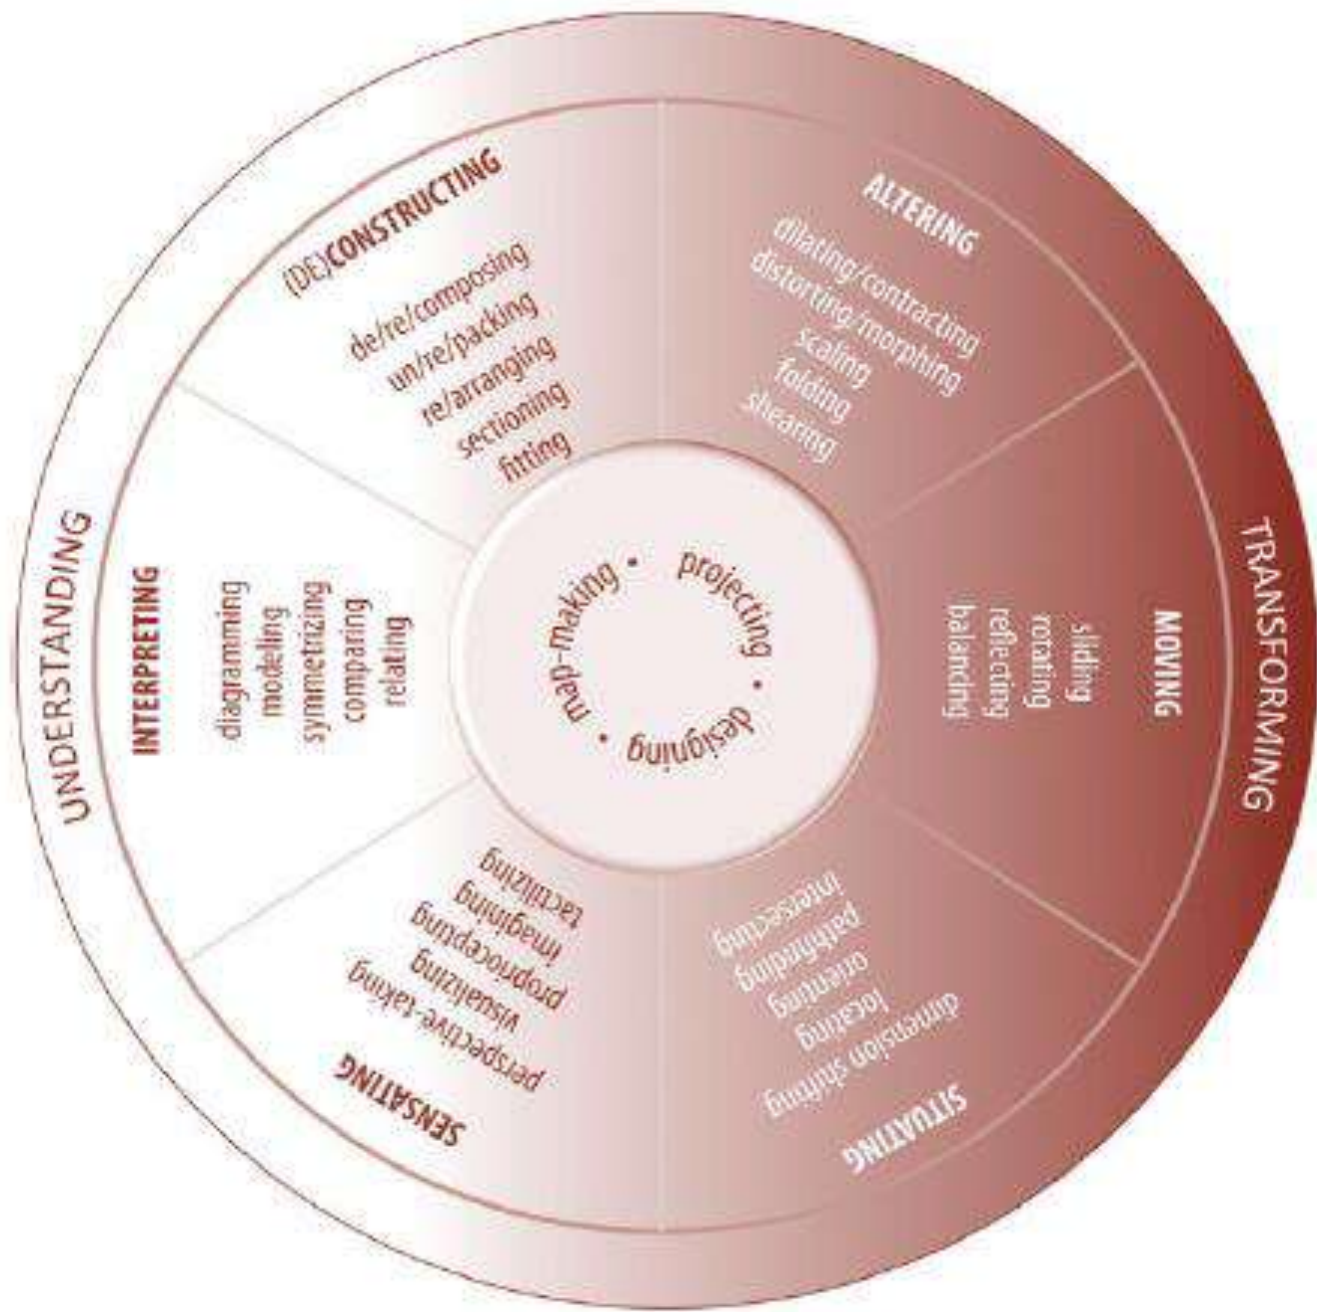 UNDERSTANDING
TRANSFORMING
(DE)CONSTRUCTING
de/re/composing
un/re/packing
re/arranging
sectioning
fitting
ALTERING
dilating/contracting
distorting/morphing
scaling
folding
shearing
MOVING
sliding
rotating
reflecting
balancing
SITUATING
dimension shifting
locating
orienting
pathfinding
intersecting
SENSATING
perspective-taking
visualizing
propriocepting
imagining
tactilizing
INTERPRETING
diagramming
modeling
symmetrizing
comparing
relating
projecting • designing • map-making •